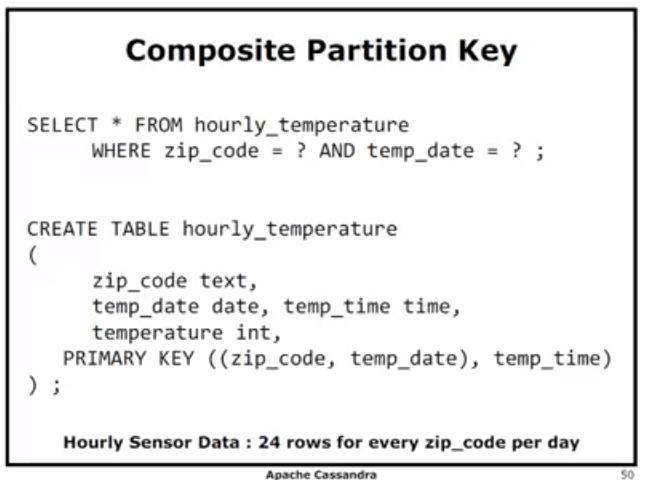 Composite Partition Key
SELECT * FROM hourly_temperature
WHERE zip_code = ? AND temp_date = ? ;
CREATE TABLE hourly_temperature
(
zip_code text,
temp_date date, temp_time time,
temperature int,
PRIMARY KEY ((zip_code, temp_date), temp_time)
) ;
Hourly Sensor Data : 24 rows for every zip_code per day
Apache Cassandra
50